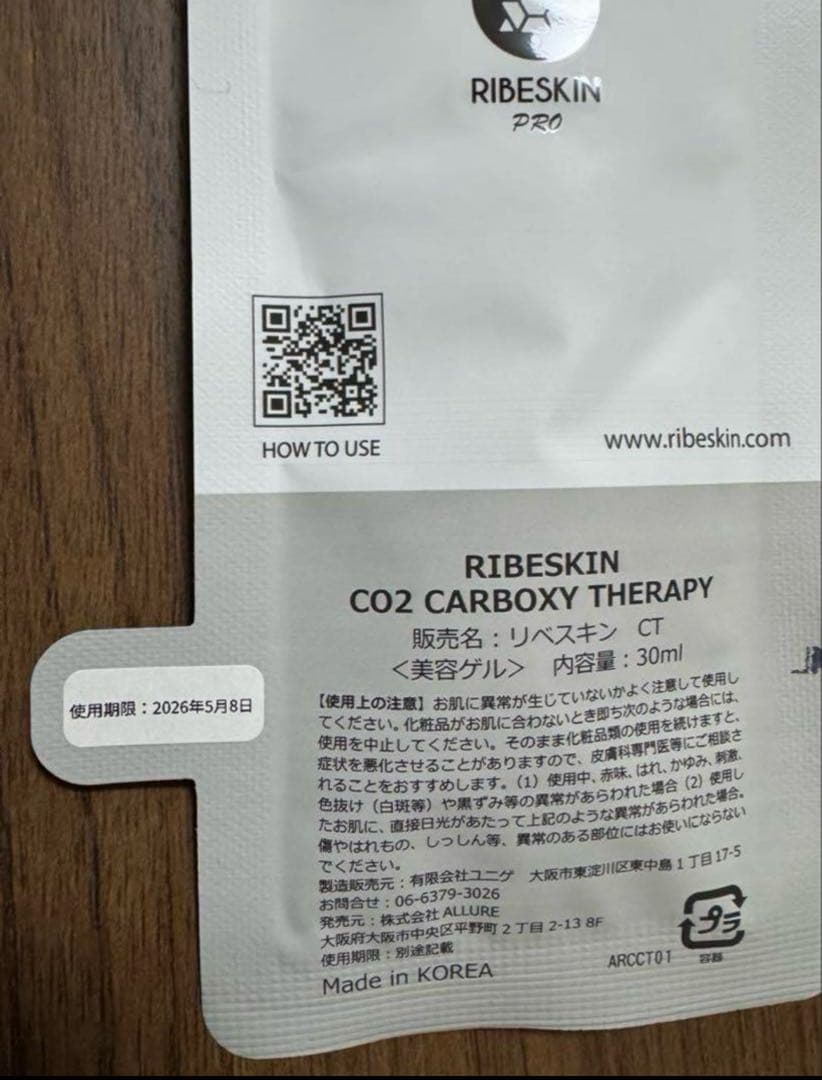 RIBESKIN
PRO
HOW TO USE
www.ribeskin.com
RIBESKIN
CO2 CARBOXY THERAPY
販売名：リベスキン CT
＜美容ゲル＞ 内容量：30ml
使用期限：2026年5月8日
【使用上の注意】お肌に異常が生じていないかよく注意して使用し
てください。化粧品がお肌に合わないとき即ち次のような場合には、
使用を中止してください。そのまま化粧品類の使用を続けますと、
症状を悪化させることがありますので、皮膚科専門医等にご相談さ
れることをおすすめします。（1）使用中、赤味、はれ、かゆみ、刺激、
色抜け（白斑等）や黒ずみ等の異常があらわれた場合（2）使用し
たお肌に、直接日光があたって上記のような異常があらわれた場合。
傷やはれもの、しっしん等、異常のある部位にはお使いにならない
でください。
製造販売元：有限会社ユニゲ 大阪市東淀川区東中島1丁目17-5
お問合せ：06-6379-3026
発売元：株式会社 ALLURE
大阪府大阪市中央区平野町2丁目2-13 8F
使用期限：別途記載
Made in KOREA
ARCCT01
プラ
容器